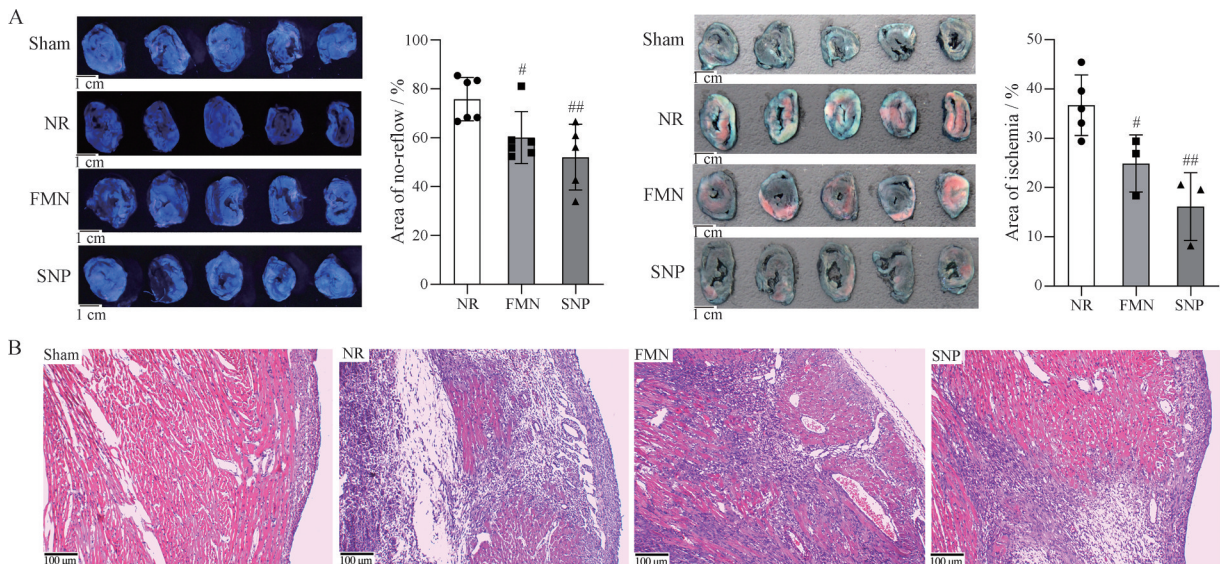 A
Sham
1 cm
NR
1 cm
FMN
1 cm
SNP
1 cm
Area of no-reflow / %
100
80
60
40
20
0
#
##
NR FMN SNP
Sham
1 cm
NR
1 cm
FMN
1 cm
SNP
1 cm
Area of ischemia / %
50
40
30
20
10
0
#
##
NR FMN SNP
B
Sham
100 μm
NR
100 μm
FMN
100 μm
SNP
100 μm